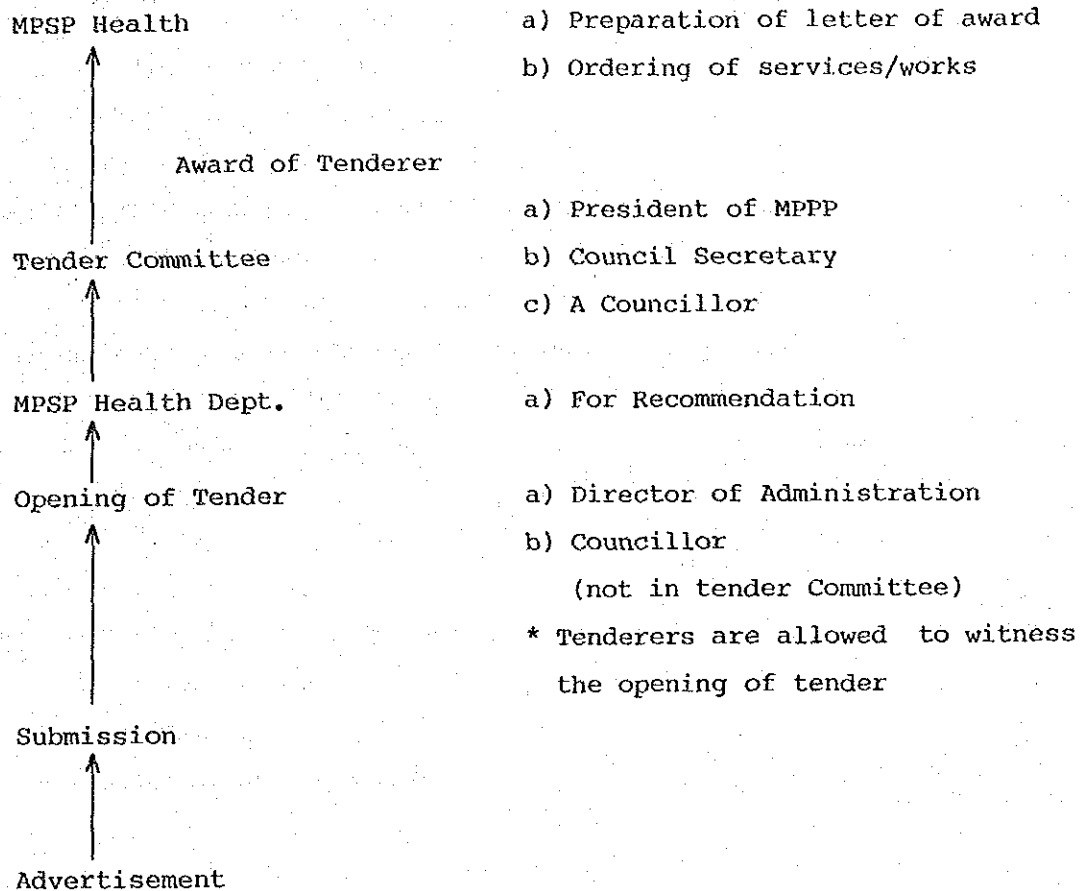 MPSP Health
a) Preparation of letter of award
b) Ordering of services/works
Award of Tenderer
a) President of MPPP
Tender Committee
b) Council Secretary
c) A Councillor
MPSP Health Dept.
a) For Recommendation
Opening of Tender
a) Director of Administration
b) Councillor
(not in tender Committee)
* Tenderers are allowed to witness
the opening of tender
Submission
Advertisement